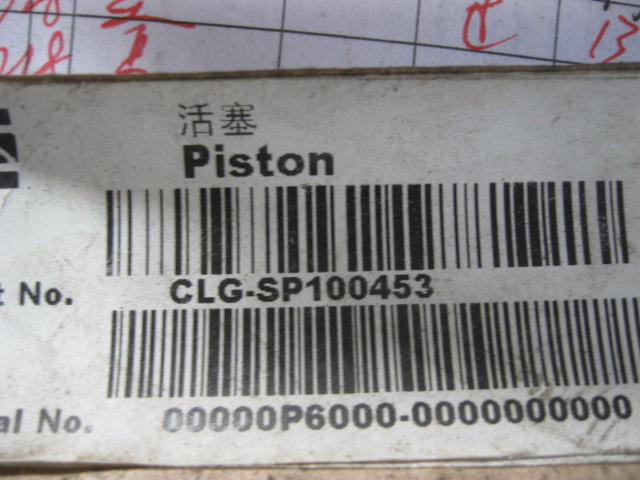 活塞
Piston
t No. CLG-SP100453
al No. 00000P6000-0000000000